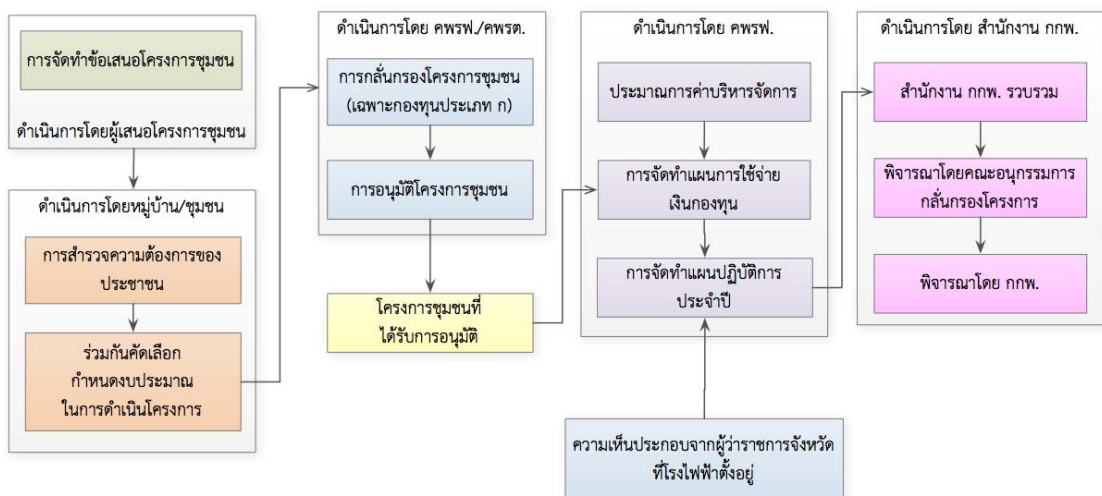 การจัดทำข้อเสนอโครงการชุมชน
ดำเนินการโดยผู้เสนอโครงการชุมชน
ดำเนินการโดยหมู่บ้าน/ชุมชน
การสำรวจความต้องการของ
ประชาชน
ร่วมกันคัดเลือก
กำหนดงบประมาณ
ในการดำเนินโครงการ
ดำเนินการโดย คพรฟ./คพรต.
การกลั่นกรองโครงการชุมชน
(เฉพาะกองทุนประเภท ก)
การอนุมัติโครงการชุมชน
โครงการชุมชนที่
ได้รับการอนุมัติ
ดำเนินการโดย คพรฟ.
ประมาณการค่าบริหารจัดการ
การจัดทำแผนการใช้จ่าย
เงินกองทุน
การจัดทำแผนปฏิบัติการ
ประจำปี
ความเห็นประกอบจากผู้ว่าราชการจังหวัด
ที่โรงไฟฟ้าตั้งอยู่
ดำเนินการโดย สำนักงาน กกพ.
สำนักงาน กกพ. รวบรวม
พิจารณาโดยคณะอนุกรรมการ
กลั่นกรองโครงการ
พิจารณาโดย กกพ.